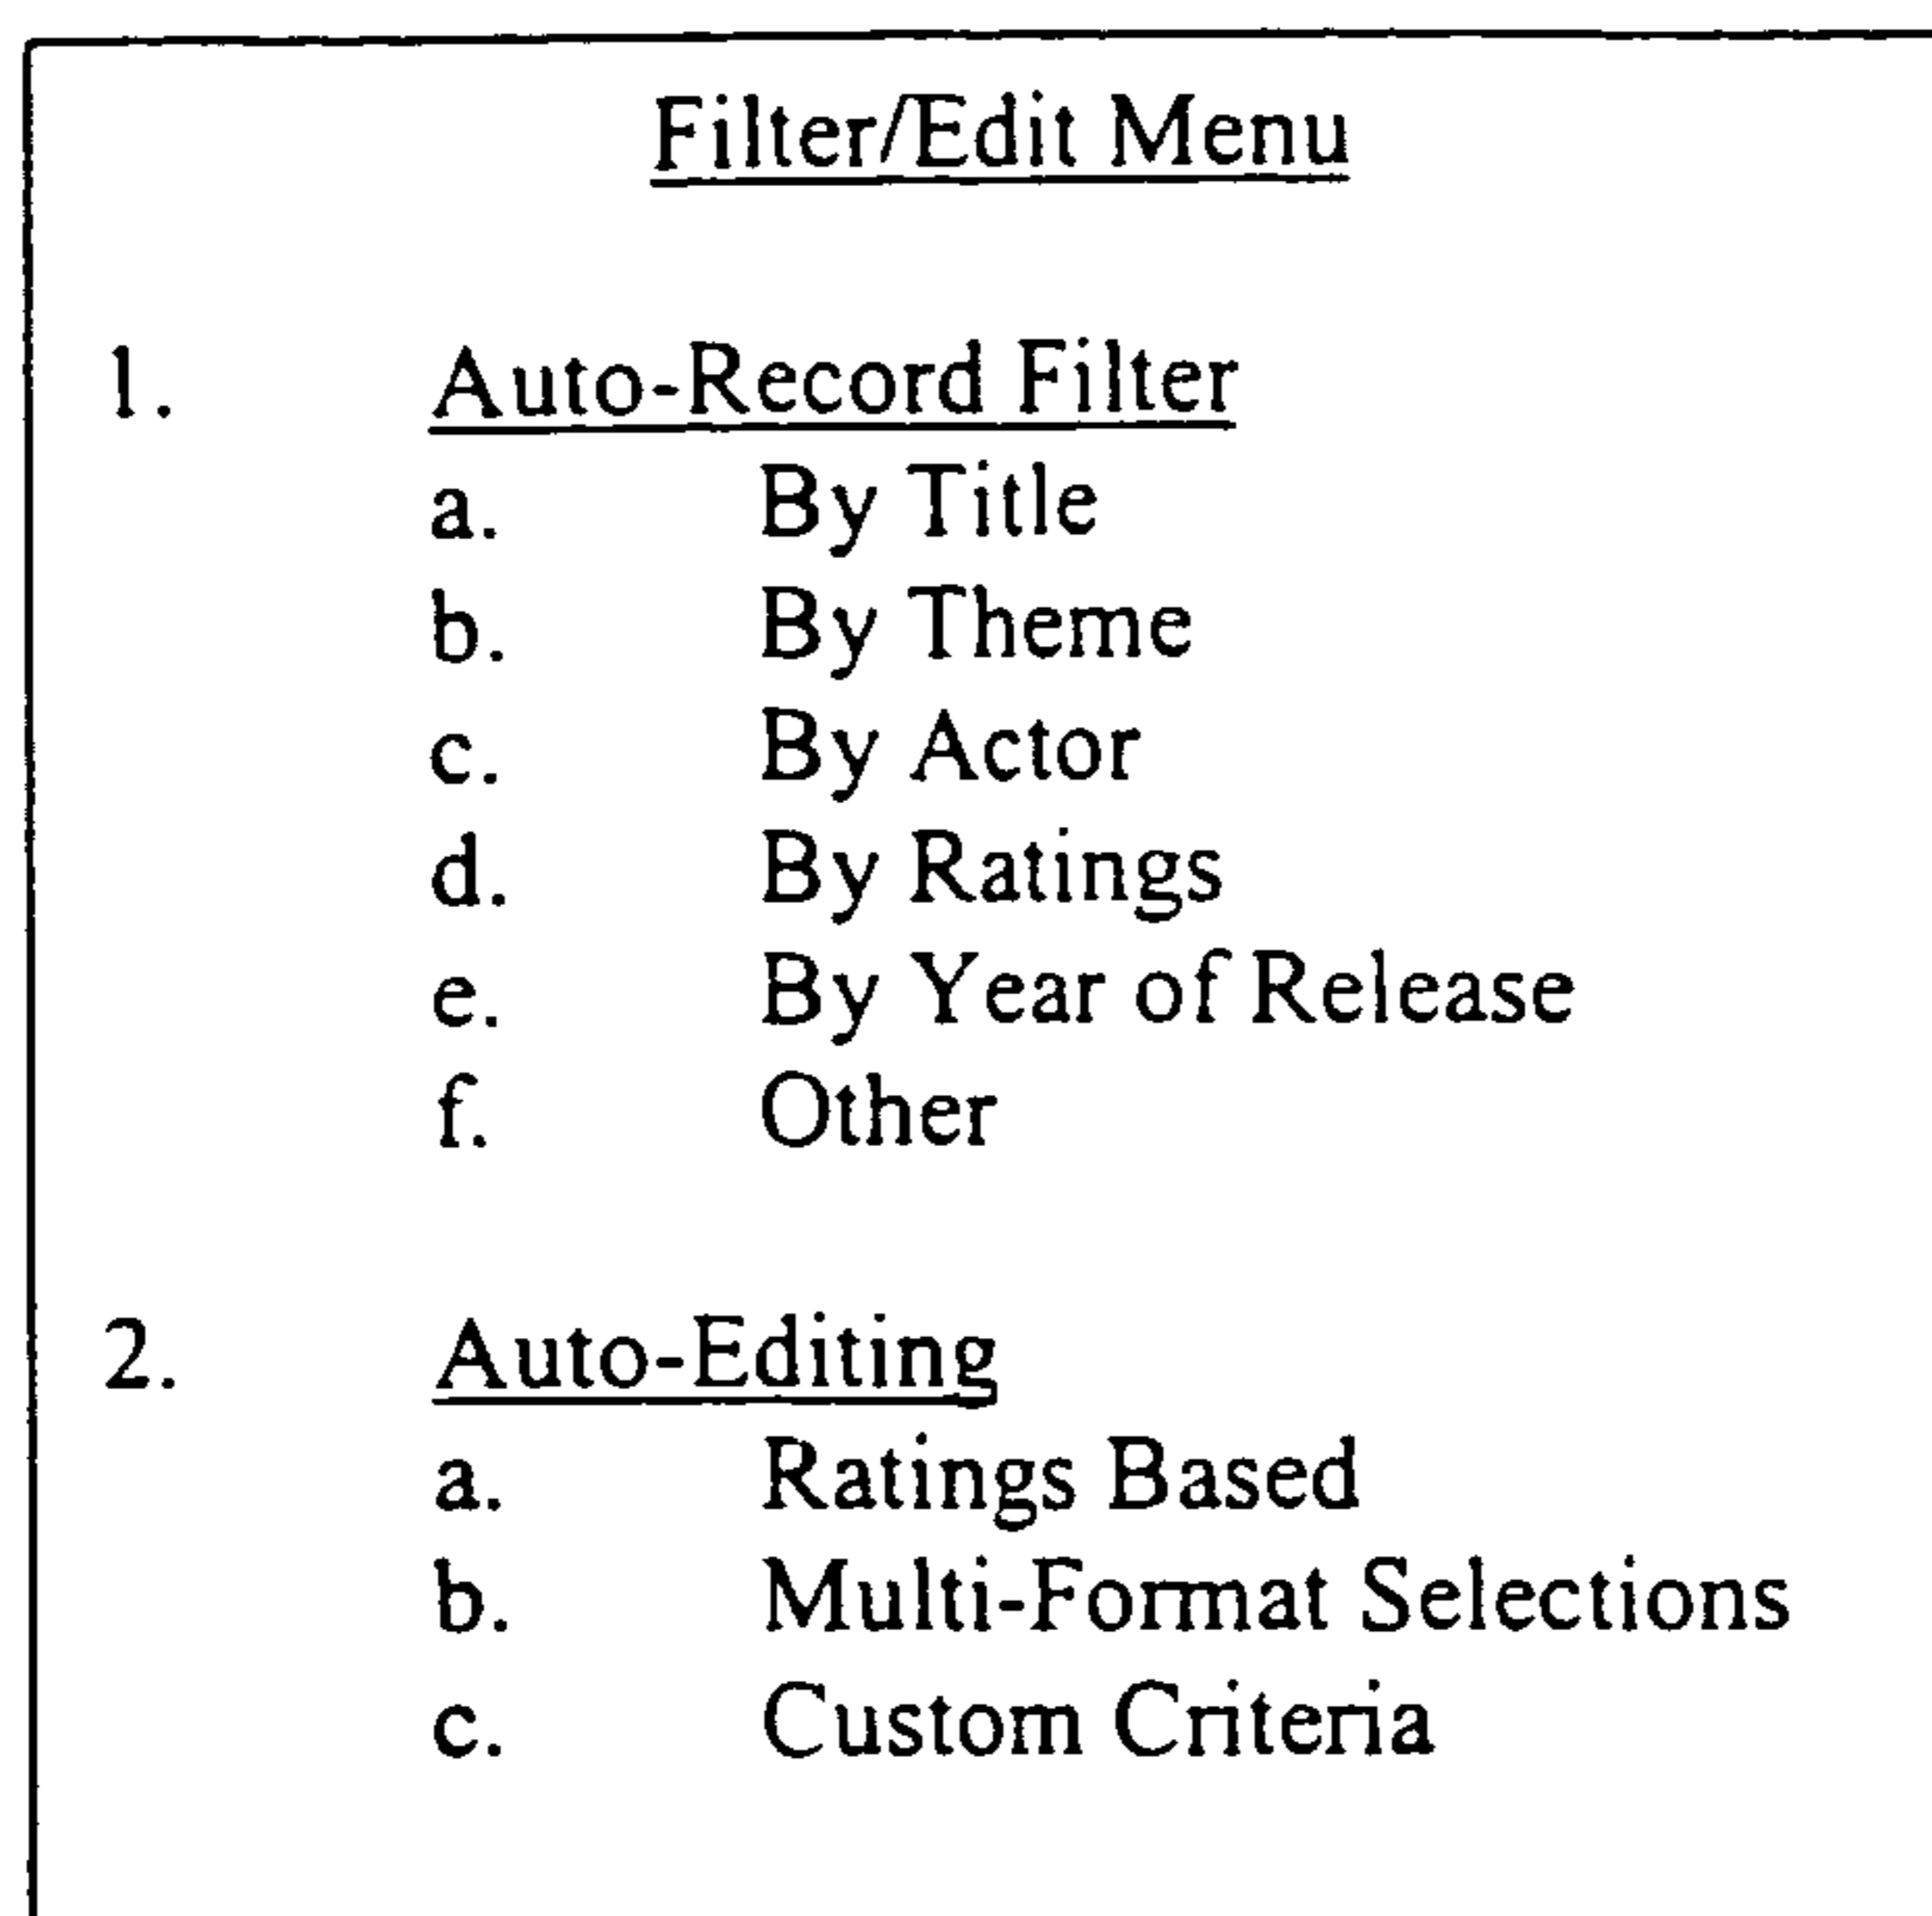 Filter/Edit Menu
1. Auto-Record Filter
a. By Title
b. By Theme
c. By Actor
d. By Ratings
e. By Year of Release
f. Other
2. Auto-Editing
a. Ratings Based
b. Multi-Format Selections
c. Custom Criteria